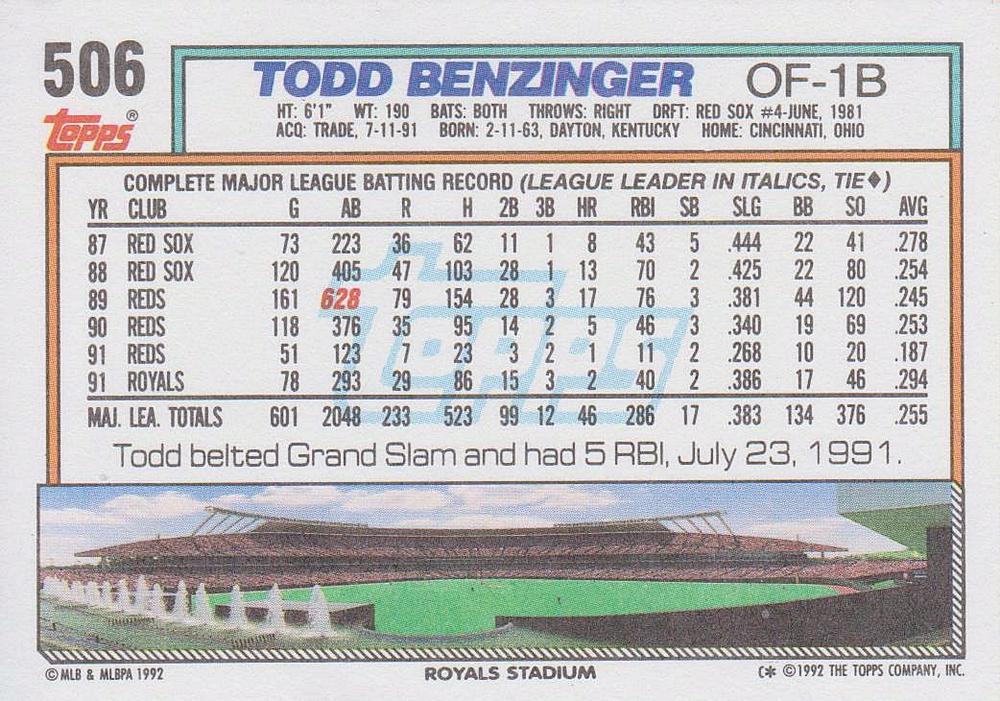 506
TODD BENZINGER OF-1B
Topps®
HT: 6'1" WT: 190 BATS: BOTH THROWS: RIGHT DRFT: RED SOX #4-JUNE, 1981
ACQ: TRADE, 7-11-91 BORN: 2-11-63, DAYTON, KENTUCKY HOME: CINCINNATI, OHIO
COMPLETE MAJOR LEAGUE BATTING RECORD (LEAGUE LEADER IN ITALICS, TIE♦)
YR CLUB G AB R H 2B 3B HR RBI SB SLG BB SO AVG
87 RED SOX 73 223 36 62 11 1 8 43 5 .444 22 41 .278
88 RED SOX 120 405 47 103 28 1 13 70 2 .425 22 80 .254
89 REDS 161 628 79 154 28 3 17 76 3 .381 44 120 .245
90 REDS 118 376 35 95 14 2 5 46 3 .340 19 69 .253
91 REDS 51 123 7 23 3 2 1 11 2 .268 10 20 .187
91 ROYALS 78 293 29 86 15 3 2 40 2 .386 17 46 .294
MAJ. LEA. TOTALS 601 2048 233 523 99 12 46 286 17 .383 134 376 .255
Topps
Todd belted Grand Slam and had 5 RBI, July 23, 1991.
©MLB & MLBPA 1992 ROYALS STADIUM C* ©1992 THE TOPPS COMPANY, INC.